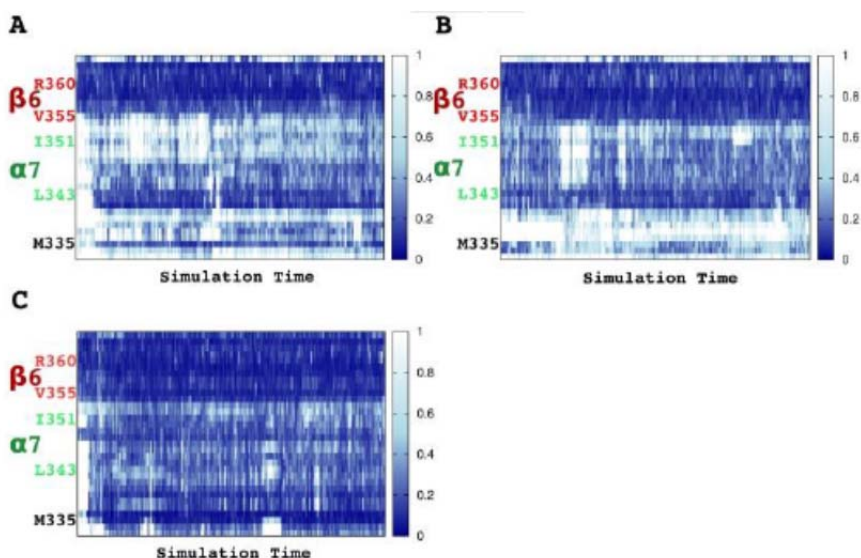 A
β6
R360
V355
I351
α7
L343
M335
1
0.8
0.6
0.4
0.2
0
Simulation Time
B
β6
R360
V355
I351
α7
L343
M335
1
0.8
0.6
0.4
0.2
0
Simulation Time
C
β6
R360
V355
I351
α7
L343
M335
1
0.8
0.6
0.4
0.2
0
Simulation Time